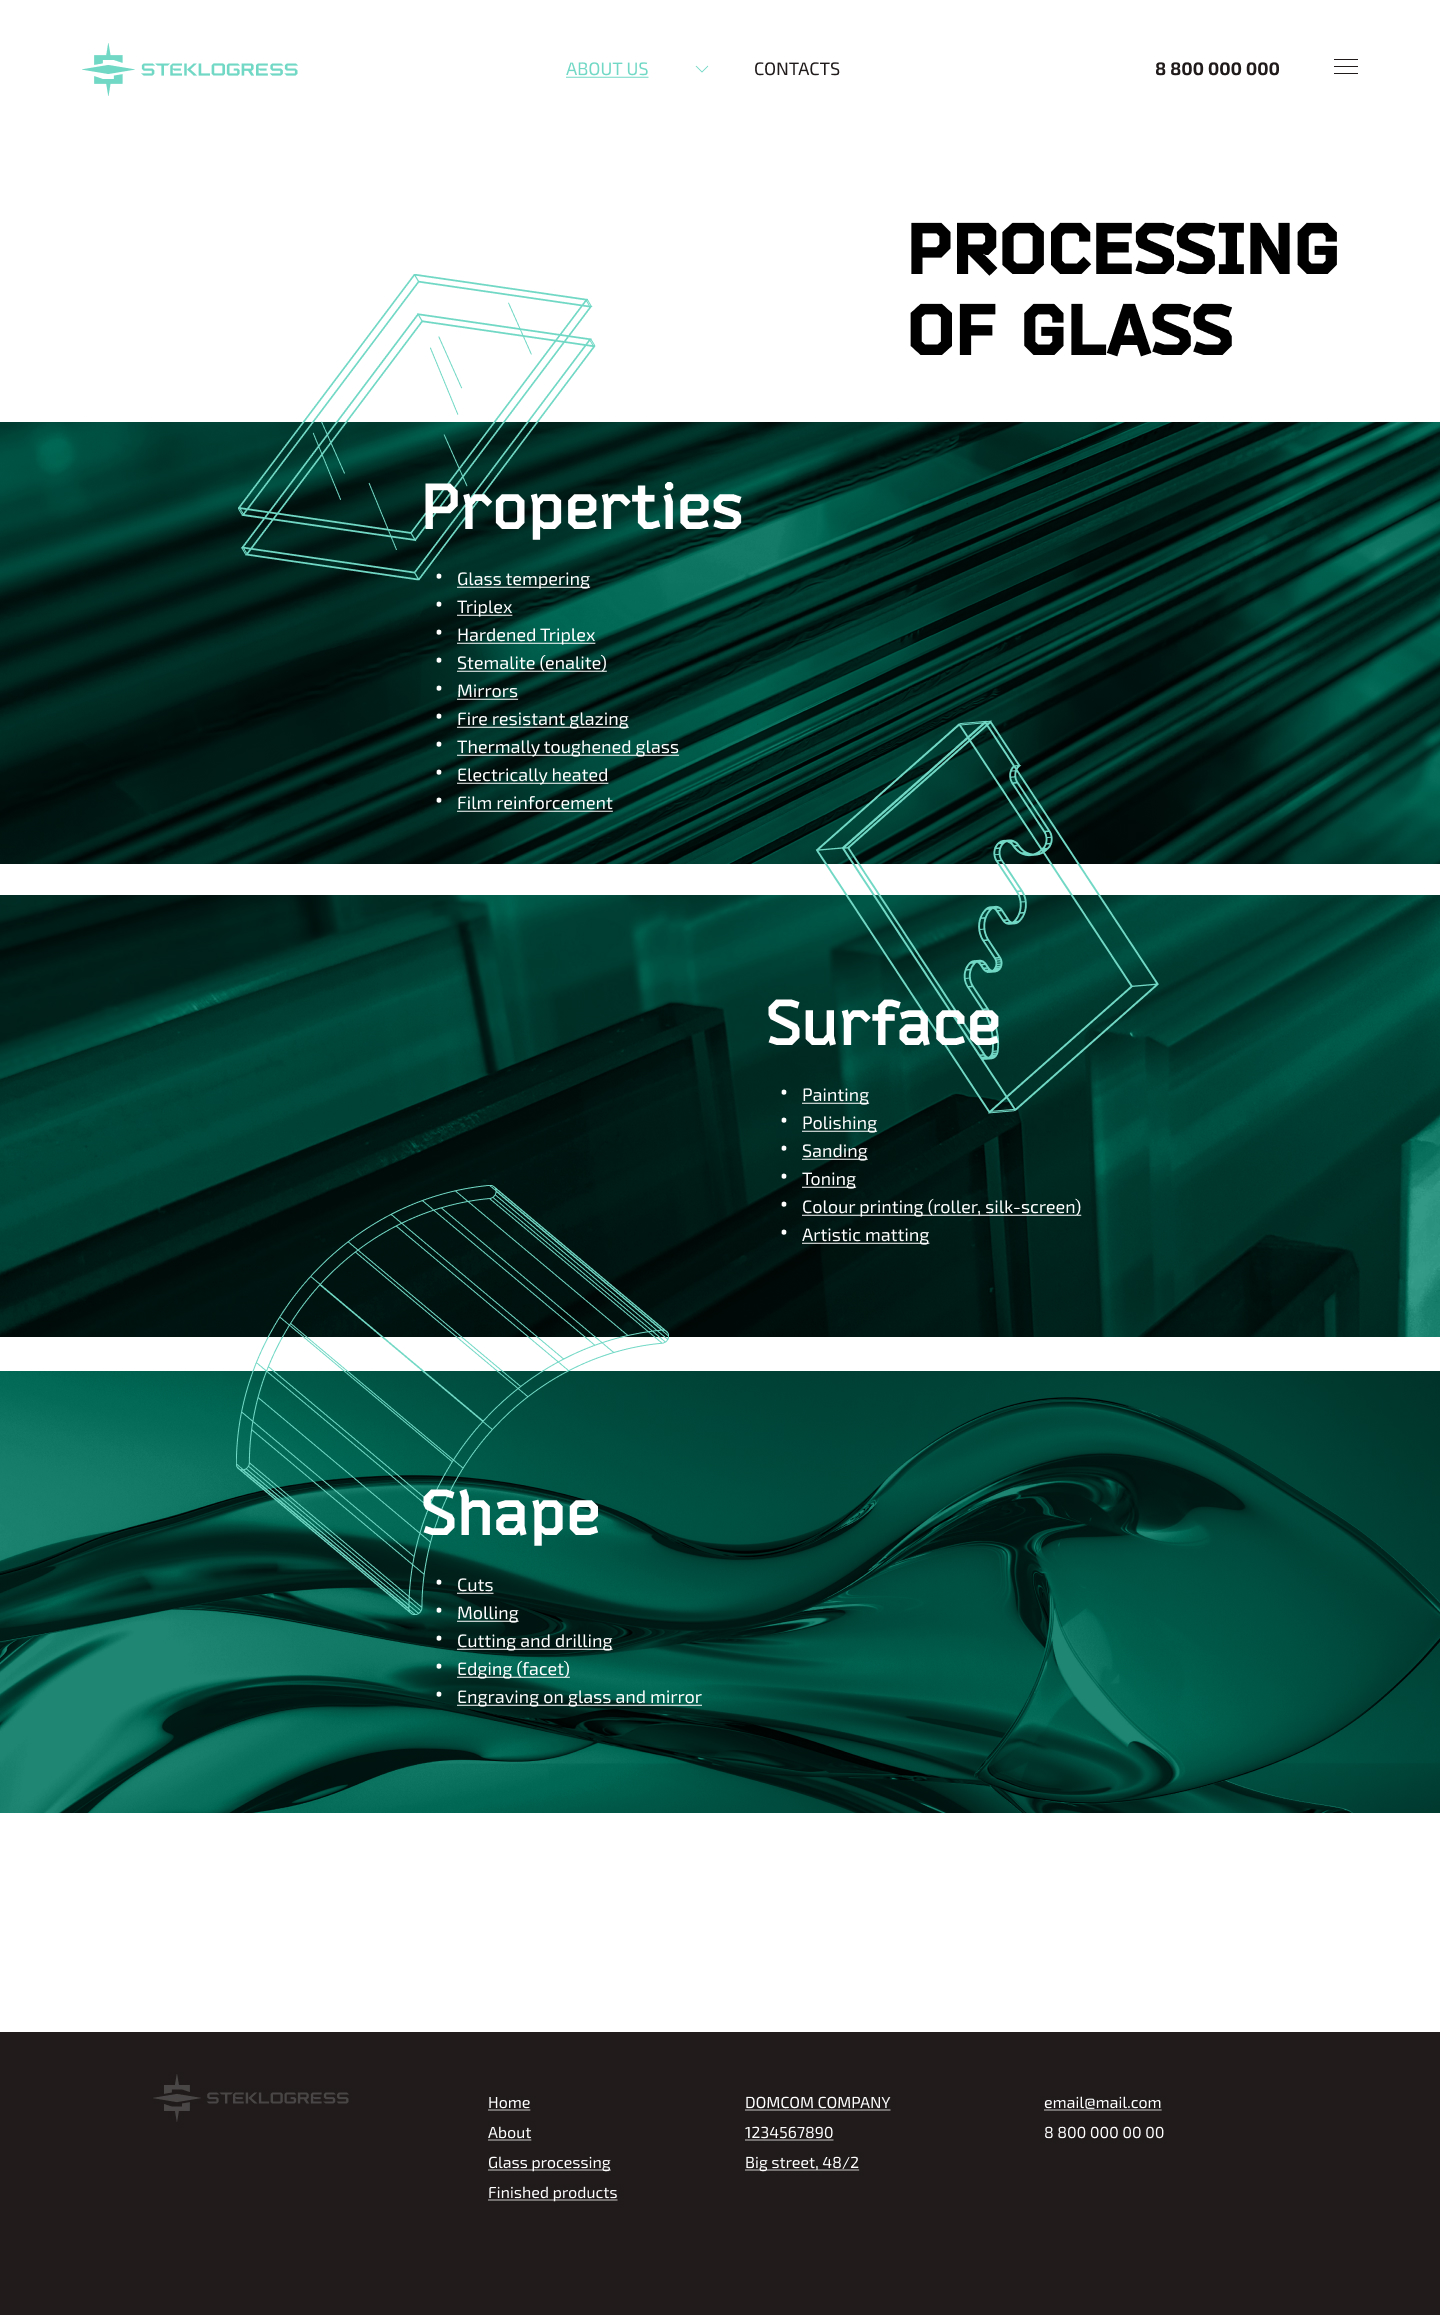 STEKLOGRESS
ABOUT US
CONTACTS
8 800 000 000
PROCESSING
OF GLASS
Properties
Glass tempering
Triplex
Hardened Triplex
Stemalite (enalite)
Mirrors
Fire resistant glazing
Thermally toughened glass
Electrically heated
Film reinforcement
Surface
Painting
Polishing
Sanding
Toning
Colour printing (roller, silk-screen)
Artistic matting
Shape
Cuts
Molling
Cutting and drilling
Edging (facet)
Engraving on glass and mirror
STEKLOGRESS
Home
About
Glass processing
Finished products
DOMCOM COMPANY
1234567890
Big street, 48/2
email@mail.com
8 800 000 00 00